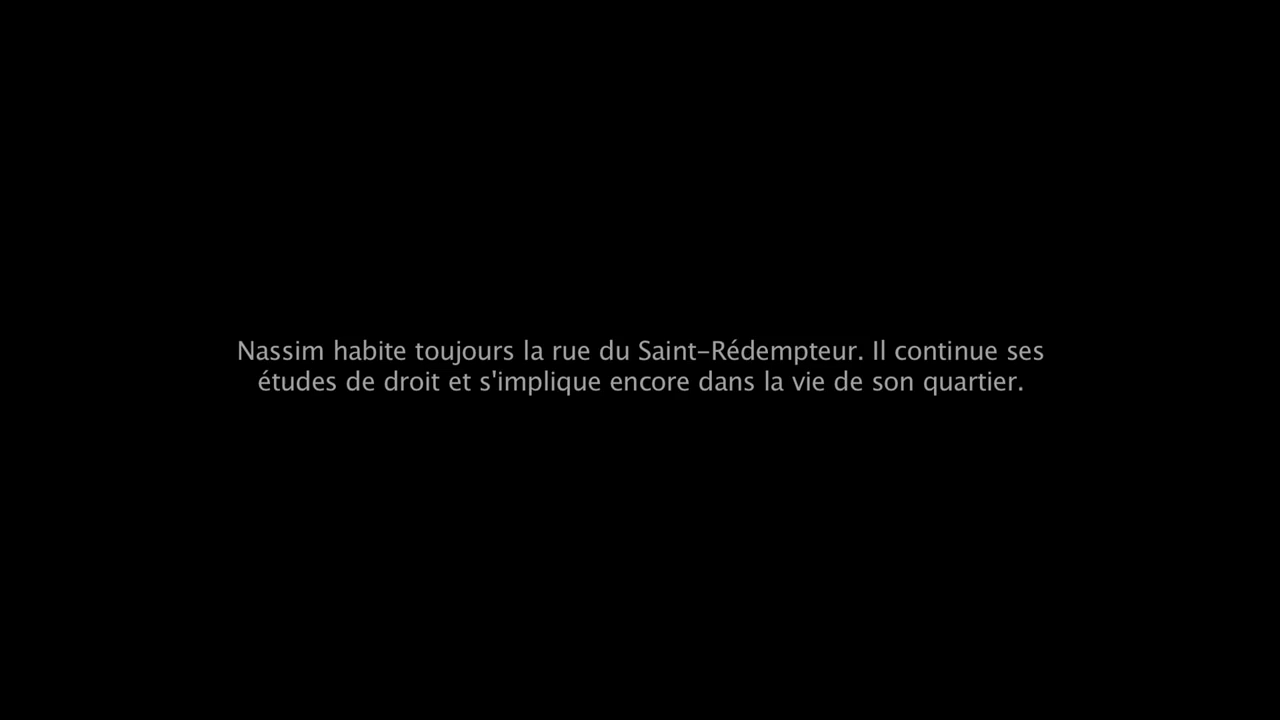 Nassim habite toujours la rue du Saint-Rédempteur. Il continue ses
études de droit et s'implique encore dans la vie de son quartier.